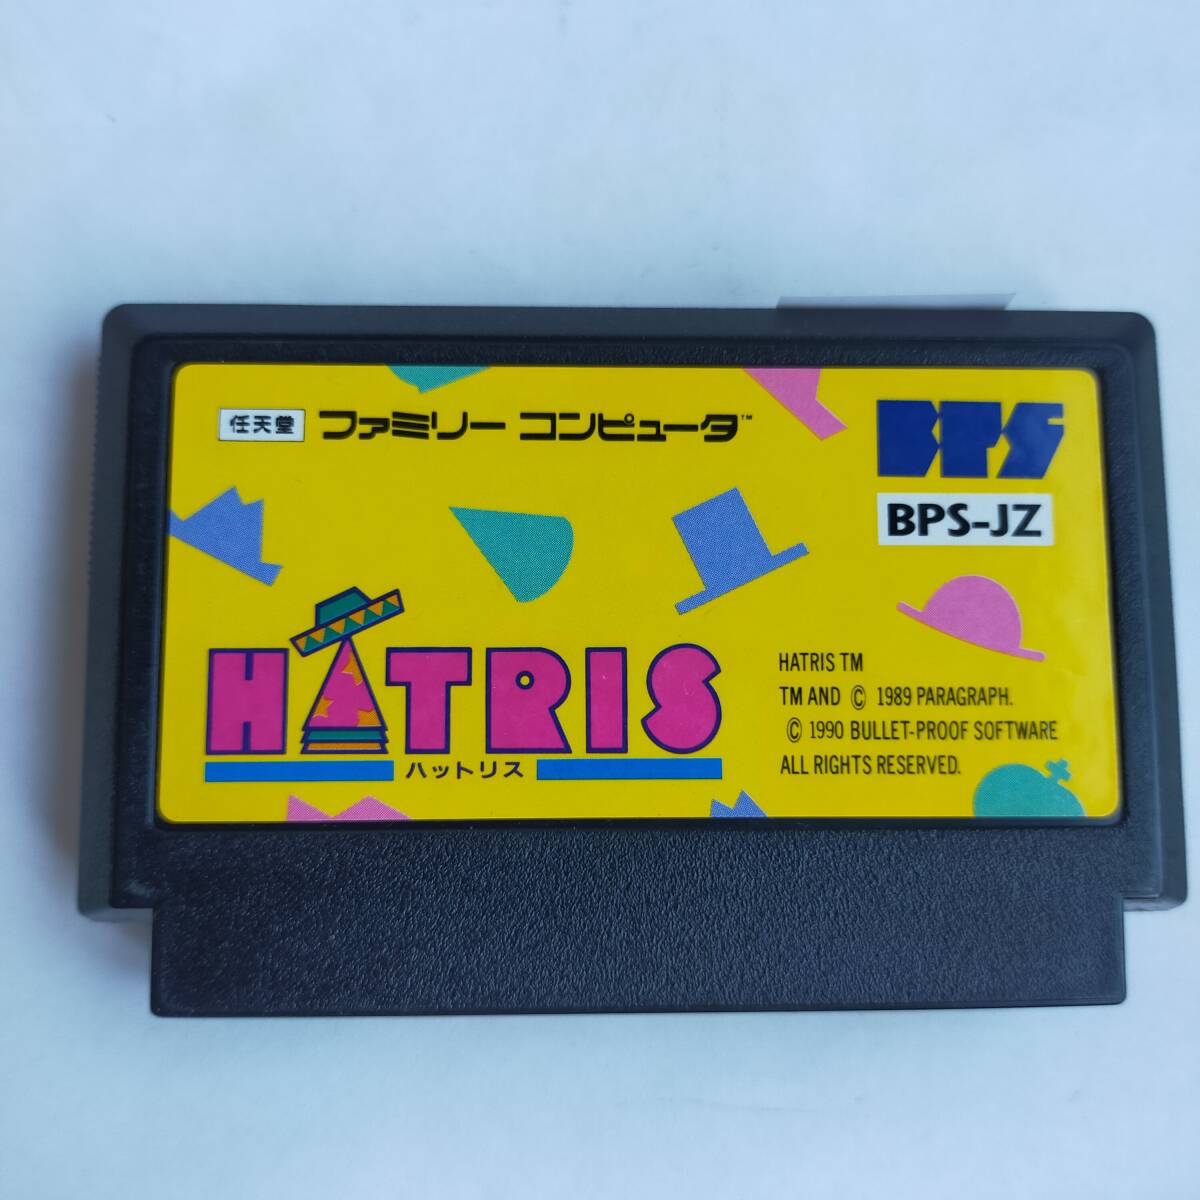 任天堂 ファミリー コンピュータ™
BPS
BPS-JZ
HATRIS
ハットリス
HATRIS TM
TM AND © 1989 PARAGRAPH.
© 1990 BULLET-PROOF SOFTWARE
ALL RIGHTS RESERVED.